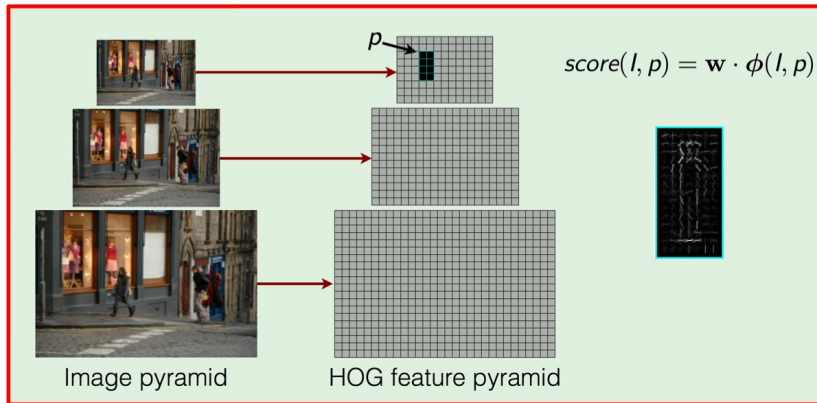 p
score(I, p) = w · ϕ(I, p)
Image pyramid
HOG feature pyramid